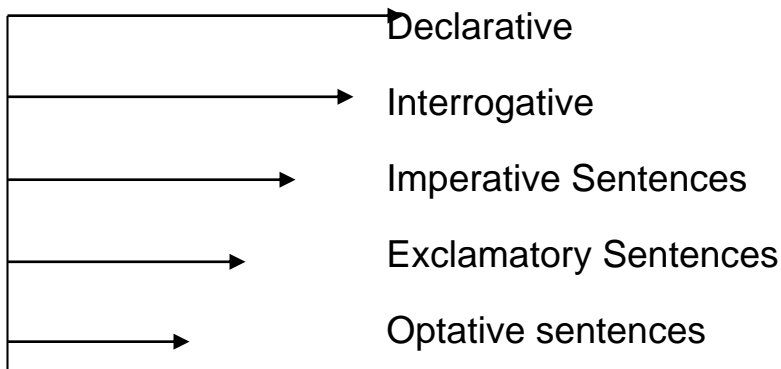 Declarative
Interrogative
Imperative Sentences
Exclamatory Sentences
Optative sentences